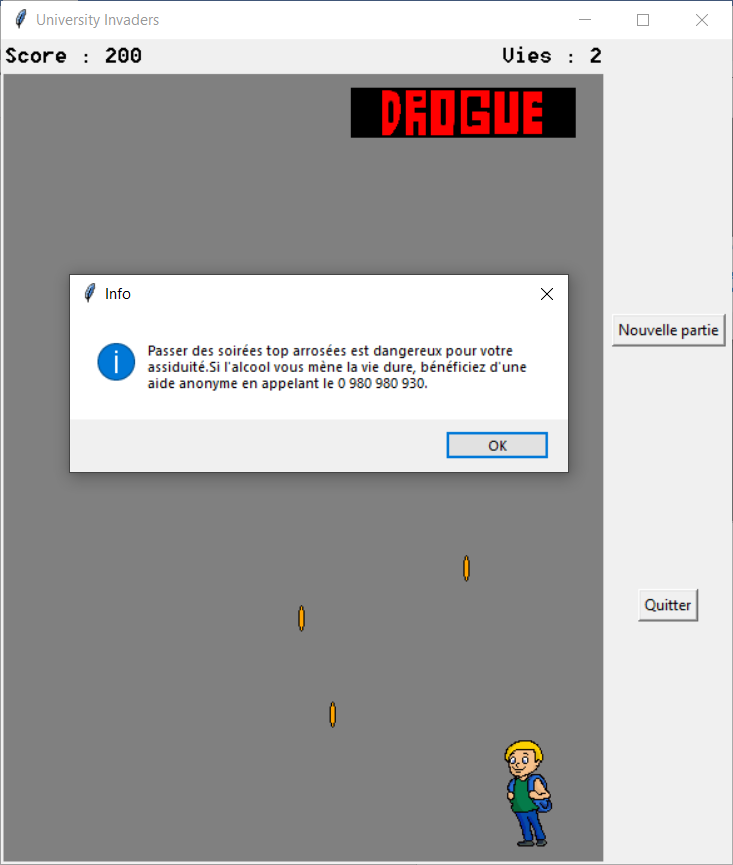 University Invaders
Score : 200
Vies : 2
DROGUE
Info
Passer des soirées top arrosées est dangereux pour votre
assiduité.Si l'alcool vous mène la vie dure, bénéficiez d'une
aide anonyme en appelant le 0 980 980 930.
OK
Nouvelle partie
Quitter